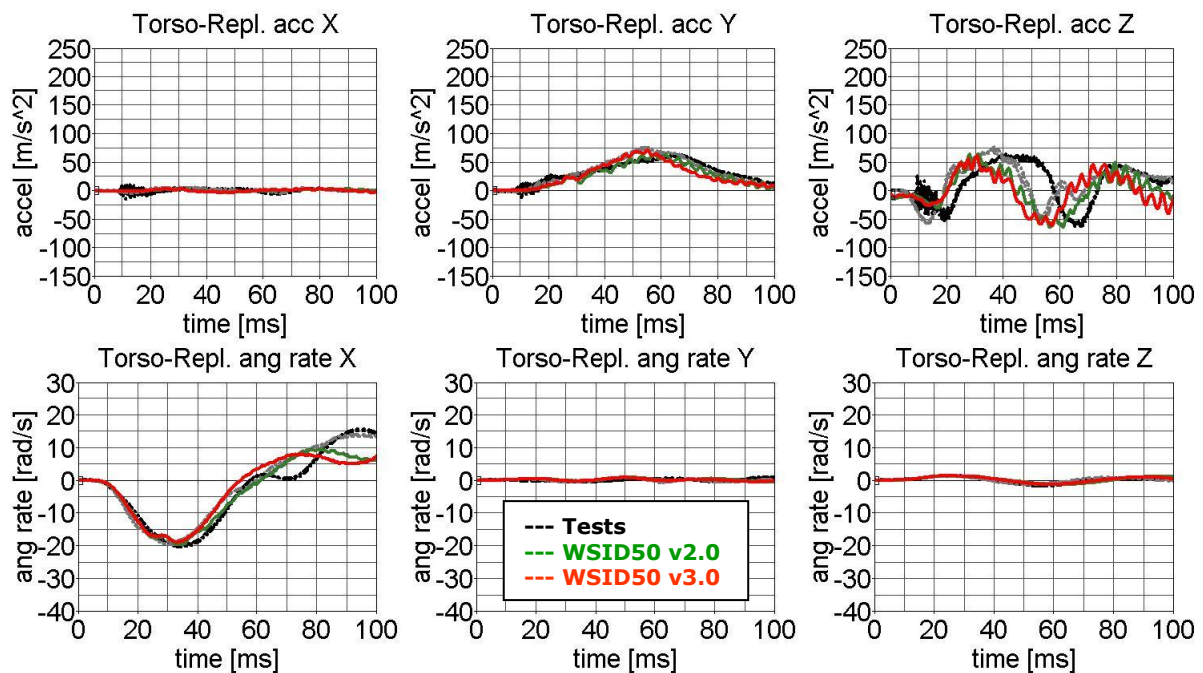 Torso-Repl. acc X
accel [m/s^2]
250
200
150
100
50
0
-50
-100
-150
0 20 40 60 80 100
time [ms]
Torso-Repl. acc Y
accel [m/s^2]
250
200
150
100
50
0
-50
-100
-150
0 20 40 60 80 100
time [ms]
Torso-Repl. acc Z
accel [m/s^2]
250
200
150
100
50
0
-50
-100
-150
0 20 40 60 80 100
time [ms]
Torso-Repl. ang rate X
ang rate [rad/s]
30
20
10
0
-10
-20
-30
-40
0 20 40 60 80 100
time [ms]
Torso-Repl. ang rate Y
ang rate [rad/s]
30
20
10
0
-10
-20
-30
-40
0 20 40 60 80 100
time [ms]
Tests
WSID50 v2.0
WSID50 v3.0
Torso-Repl. ang rate Z
ang rate [rad/s]
30
20
10
0
-10
-20
-30
-40
0 20 40 60 80 100
time [ms]